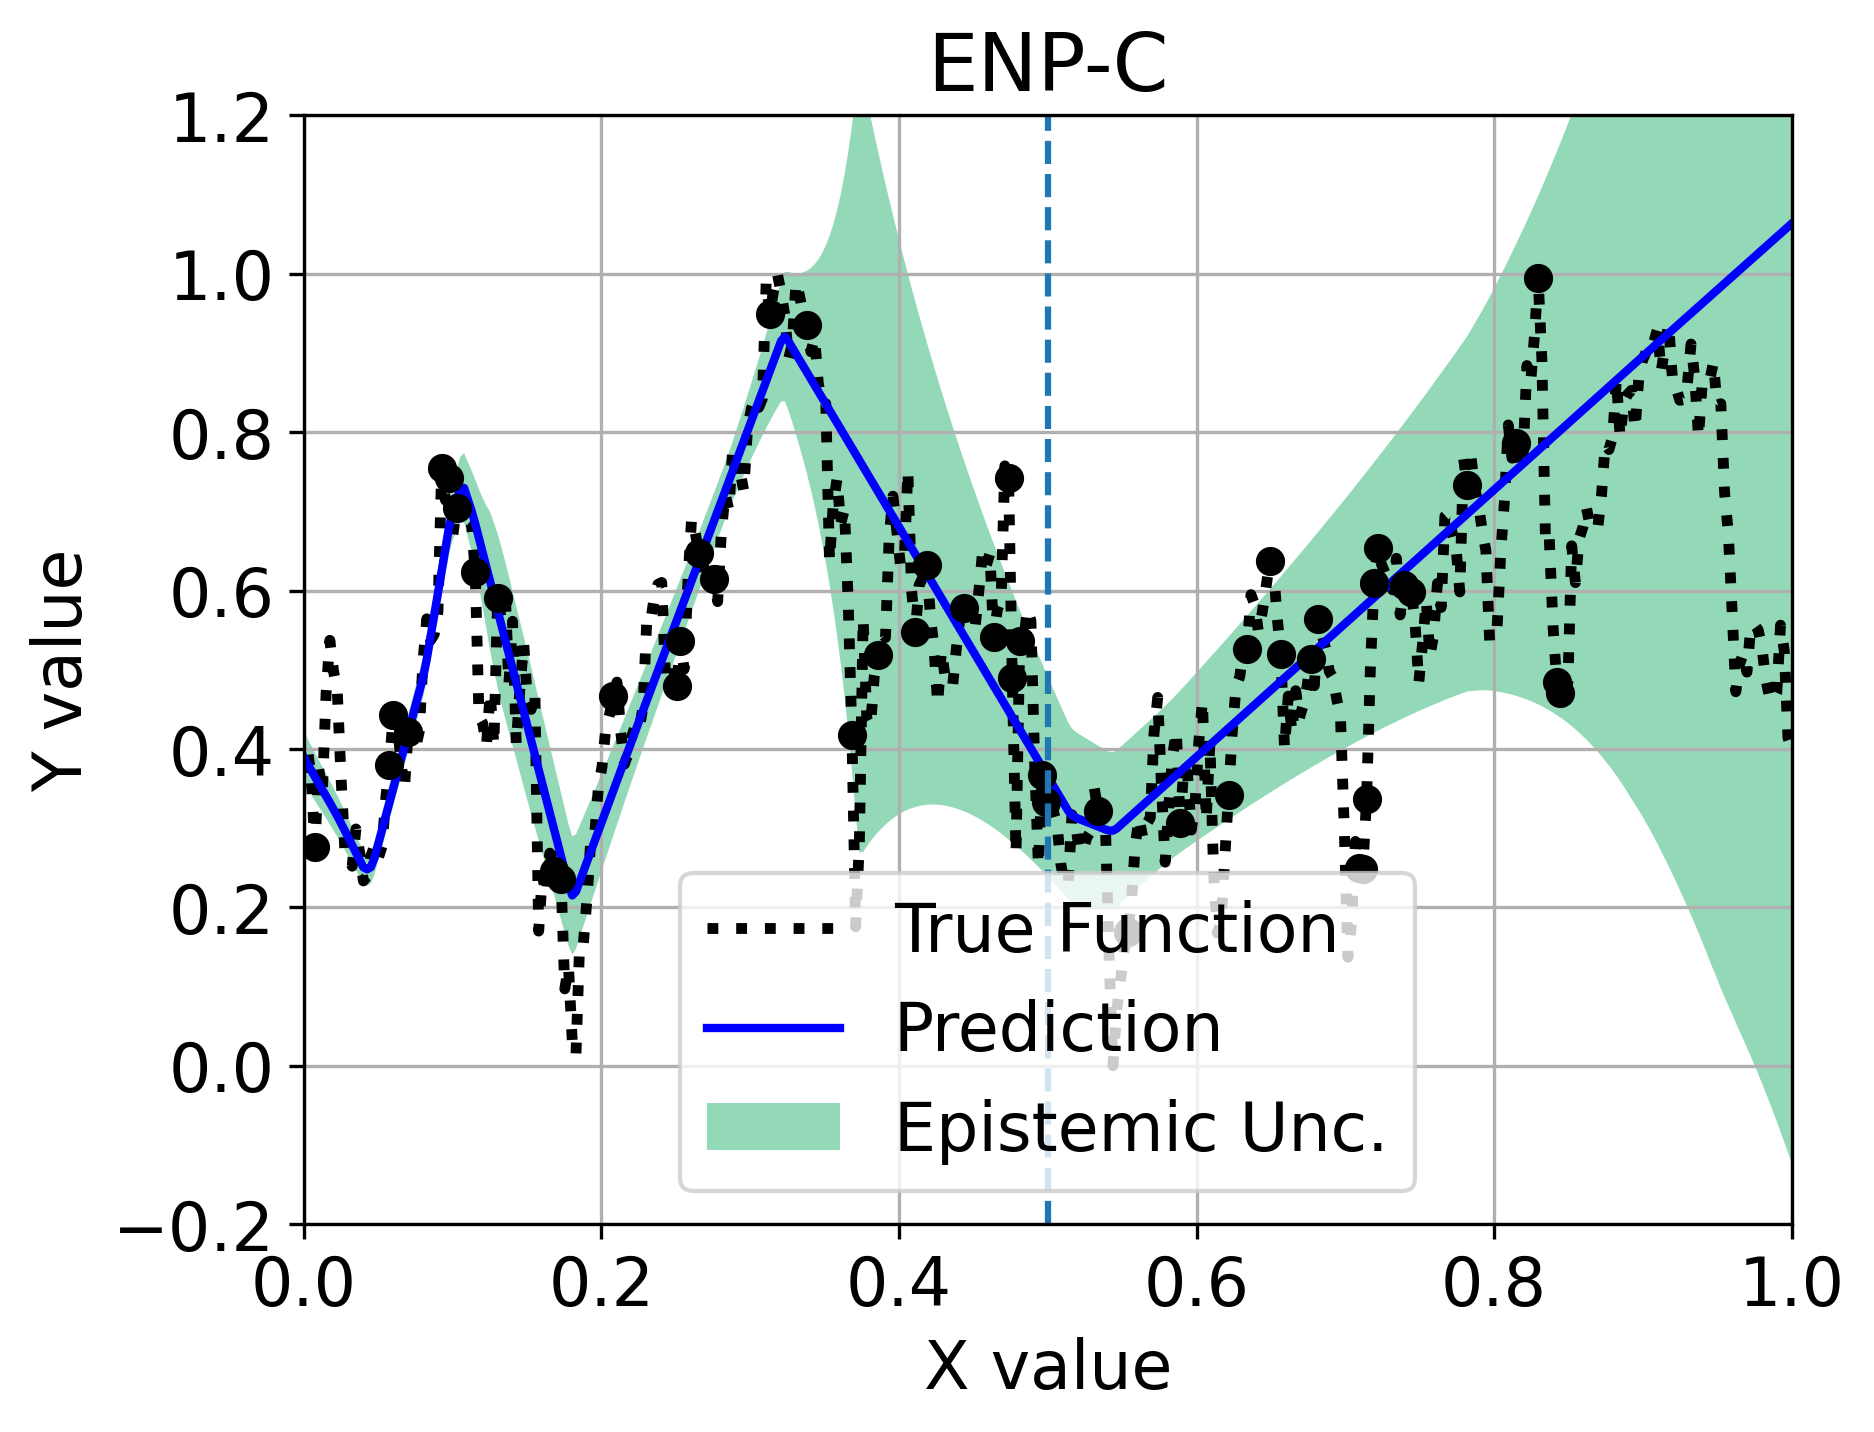 ENP-C
1.2
1.0
0.8
0.6
0.4
0.2
0.0
−0.2
Y value
True Function
Prediction
Epistemic Unc.
0.0 0.2 0.4 0.6 0.8 1.0
X value